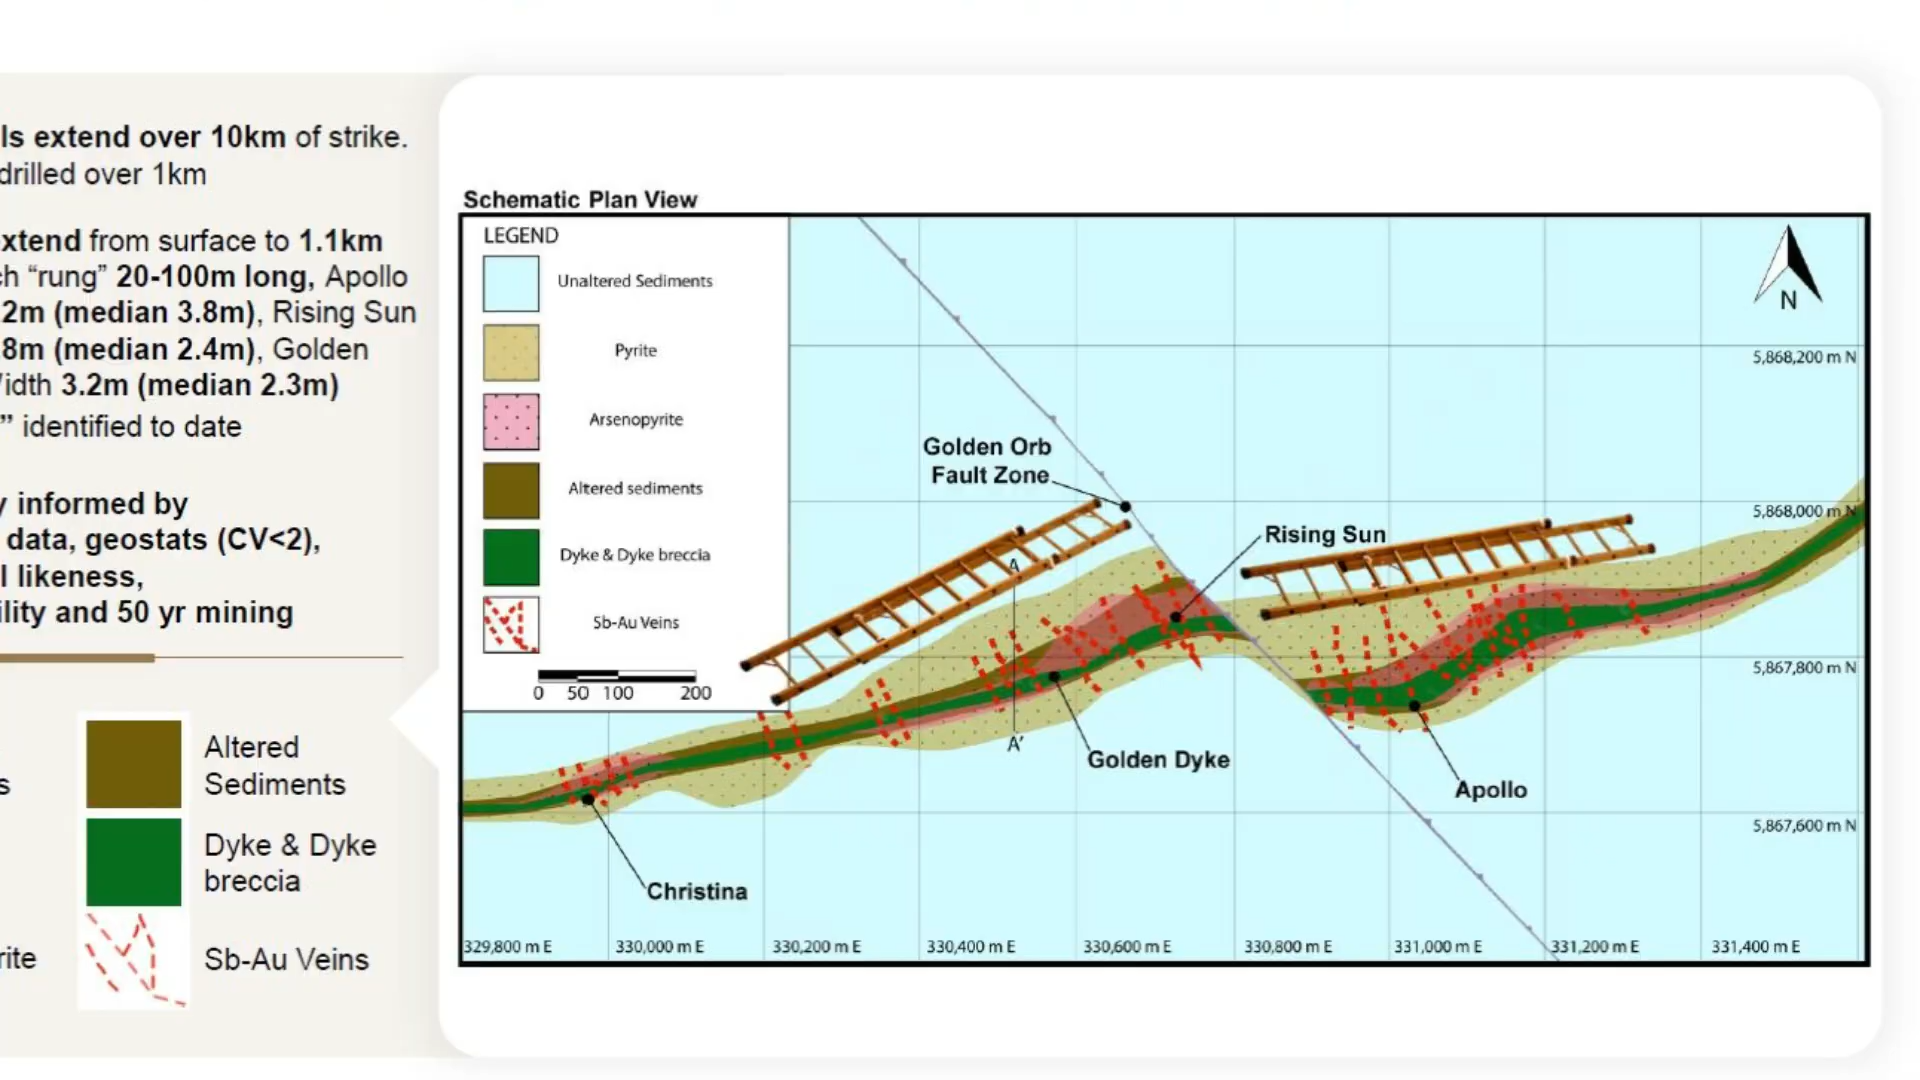 ls extend over 10km of strike.
drilled over 1km
xtend from surface to 1.1km
ch “rung” 20-100m long, Apollo
2m (median 3.8m), Rising Sun
.8m (median 2.4m), Golden
Width 3.2m (median 2.3m)
” identified to date
y informed by
data, geostats (CV<2),
l likeness,
ility and 50 yr mining
Altered
Sediments
s
Dyke & Dyke
breccia
rite
Sb-Au Veins
Schematic Plan View
LEGEND
Unaltered Sediments
Pyrite
Arsenopyrite
Altered sediments
Dyke & Dyke breccia
Sb-Au Veins
0 50 100 200
N
5,868,200 m N
Golden Orb
Fault Zone
5,868,000 m N
Rising Sun
A
5,867,800 m N
A'
Golden Dyke
Apollo
5,867,600 m N
Christina
329,800 m E 330,000 m E 330,200 m E 330,400 m E 330,600 m E 330,800 m E 331,000 m E 331,200 m E 331,400 m E